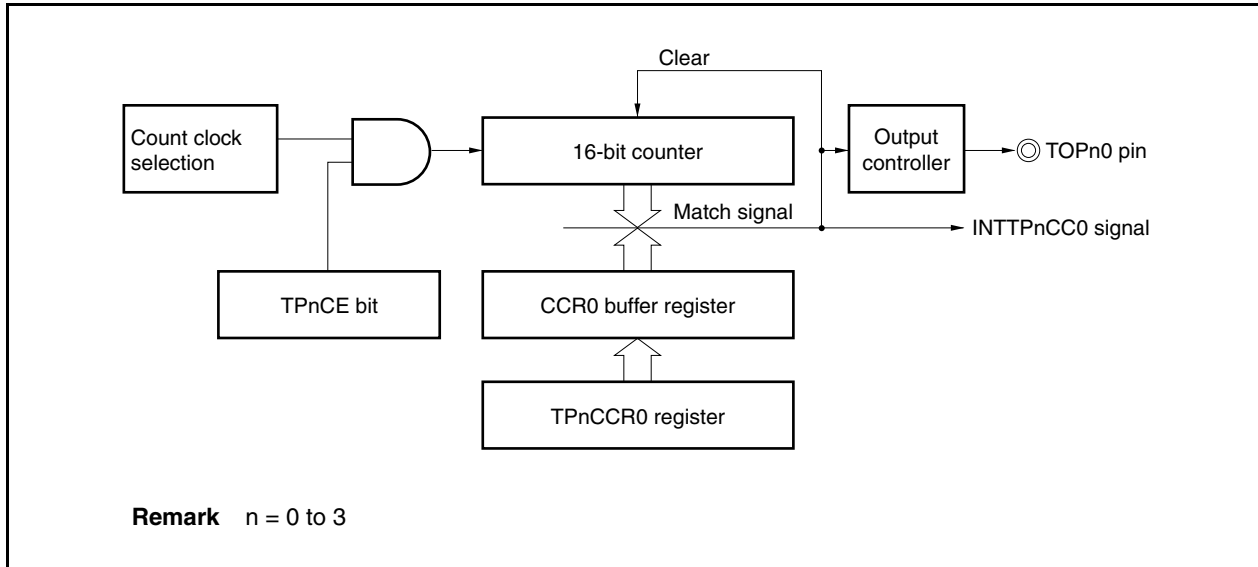 Clear
Count clock
selection
16-bit counter
Output
controller
TOPn0 pin
Match signal
INTTPnCC0 signal
TPnCE bit
CCR0 buffer register
TPnCCR0 register
Remark n = 0 to 3